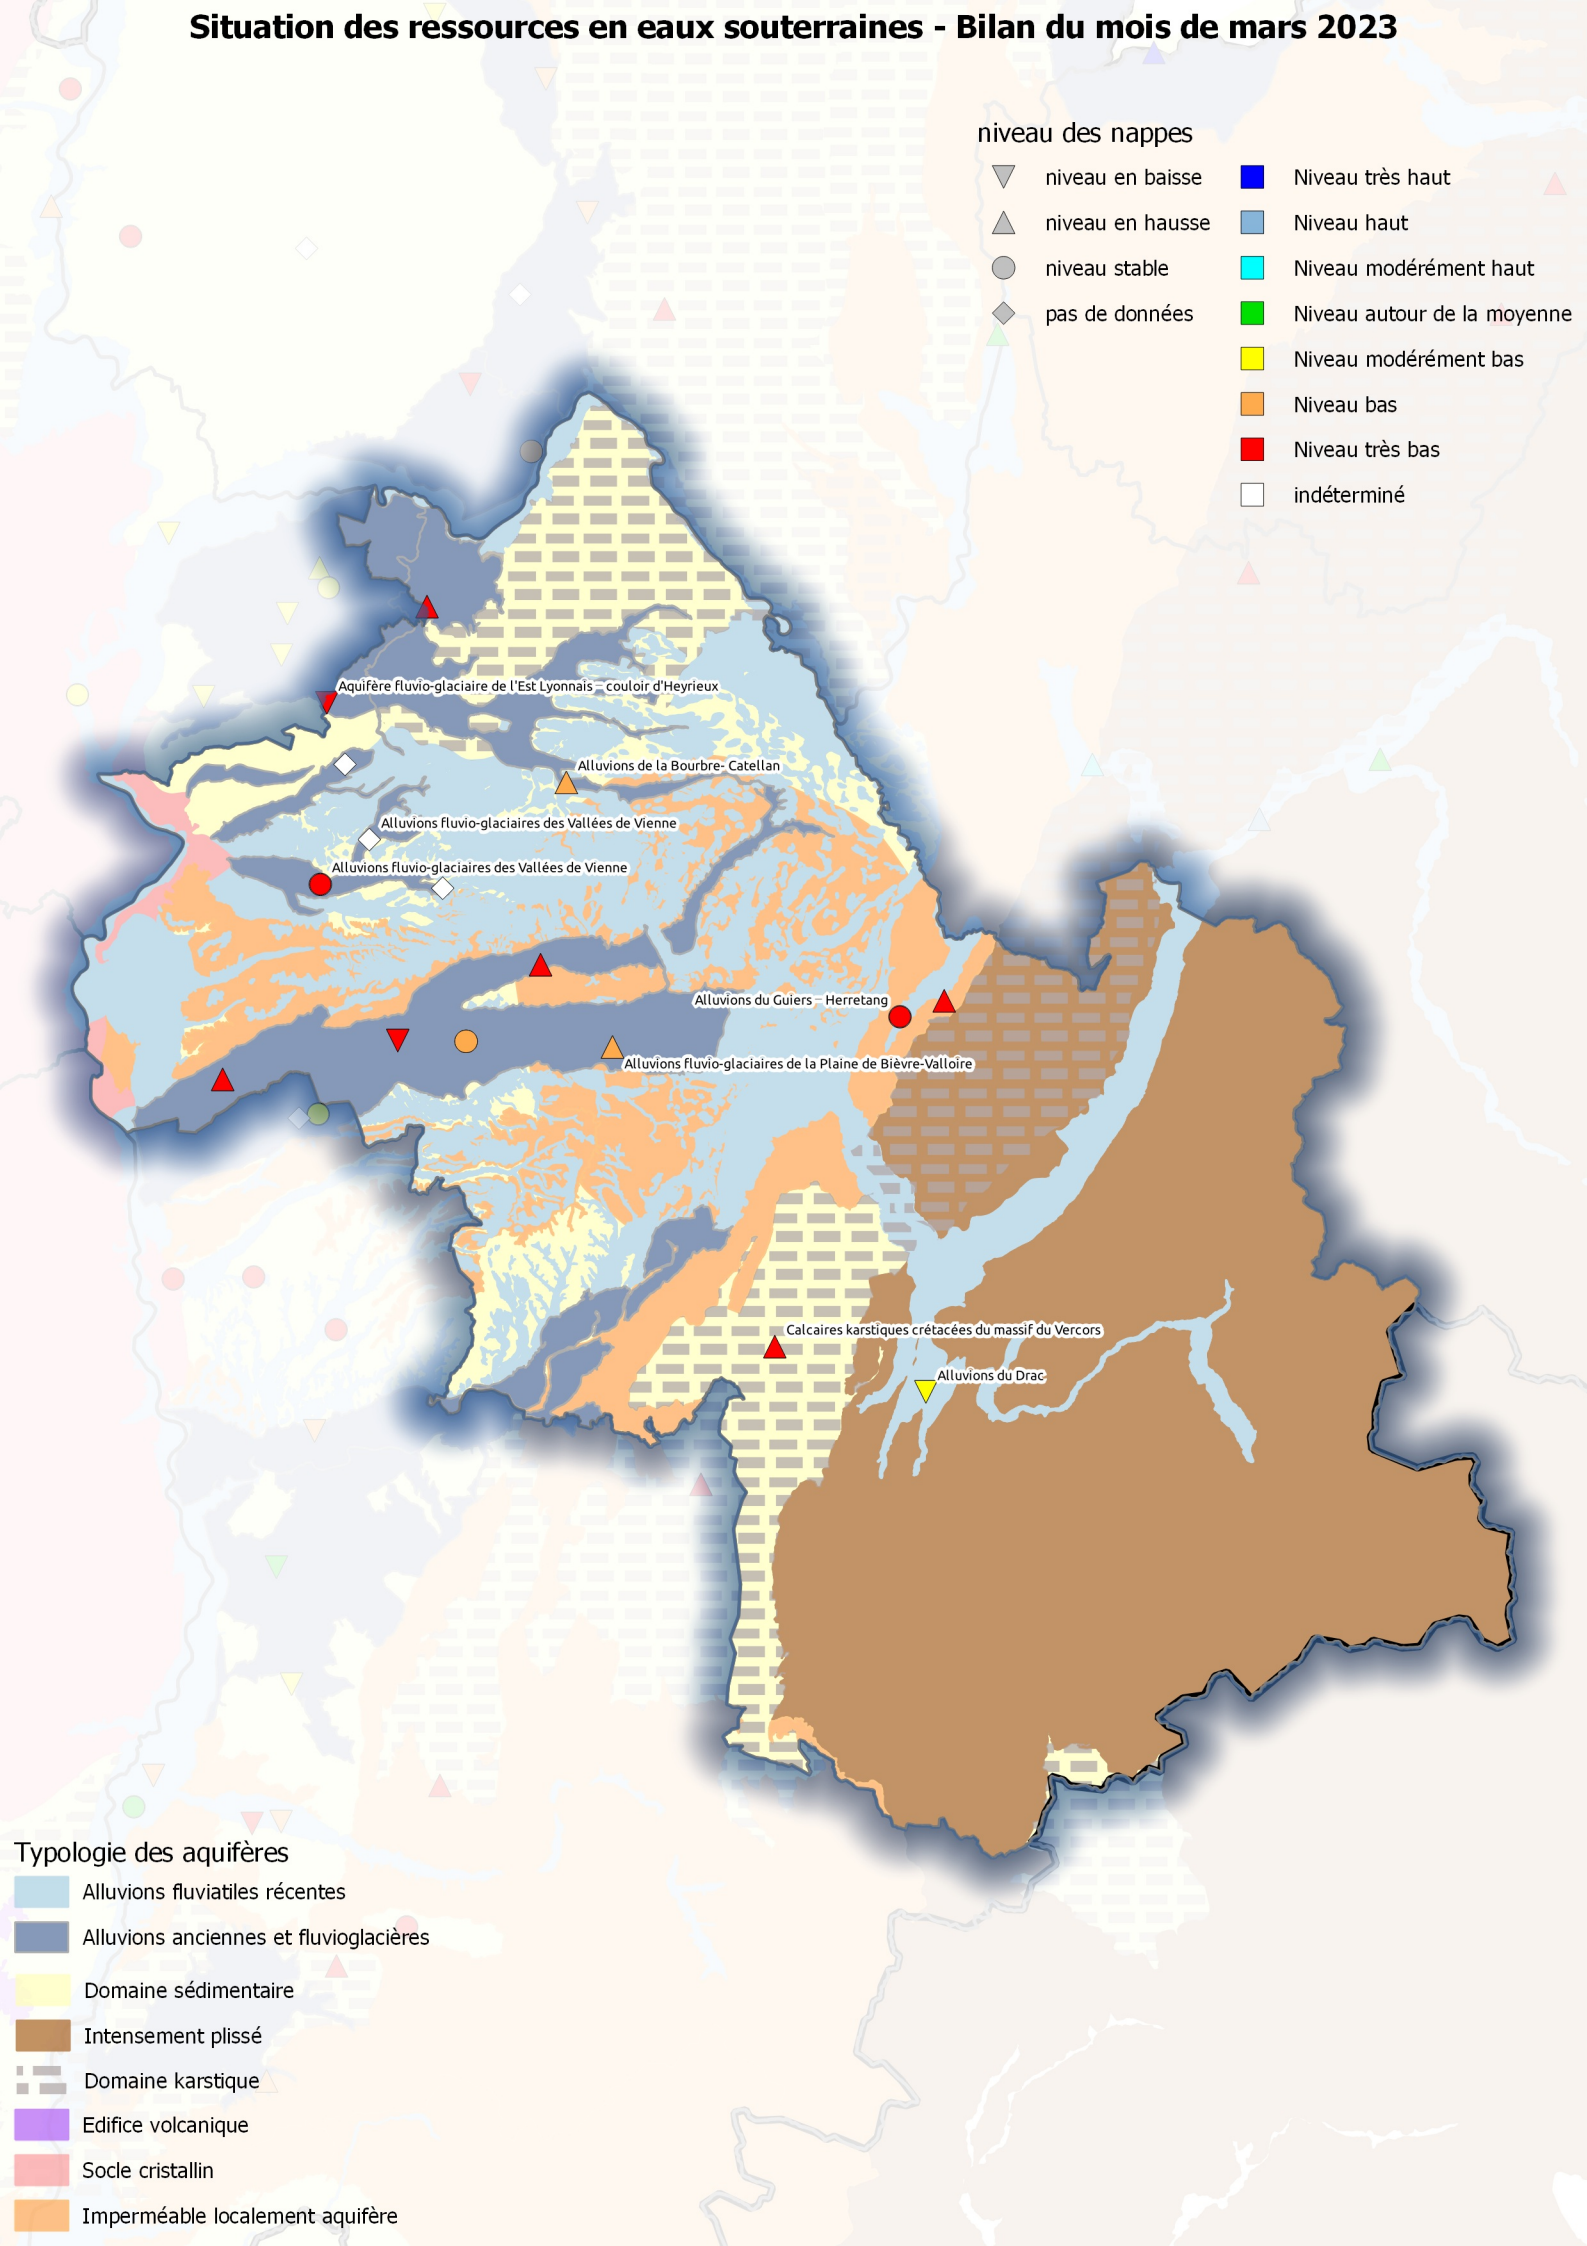 Situation des ressources en eaux souterraines - Bilan du mois de mars 2023
niveau des nappes
niveau en baisse
niveau en hausse
niveau stable
pas de données
Niveau très haut
Niveau haut
Niveau modérément haut
Niveau autour de la moyenne
Niveau modérément bas
Niveau bas
Niveau très bas
indéterminé
Aquifère fluvio-glaciaire de l'Est Lyonnais – couloir d'Heyrieux
Alluvions de la Bourbre- Catellan
Alluvions fluvio-glaciaires des Vallées de Vienne
Alluvions fluvio-glaciaires des Vallées de Vienne
Alluvions du Guiers – Herretang
Alluvions fluvio-glaciaires de la Plaine de Bièvre-Valloire
Calcaires karstiques crétacées du massif du Vercors
Alluvions du Drac
Typologie des aquifères
Alluvions fluviatiles récentes
Alluvions anciennes et fluvioglacières
Domaine sédimentaire
Intensement plissé
Domaine karstique
Edifice volcanique
Socle cristallin
Imperméable localement aquifère